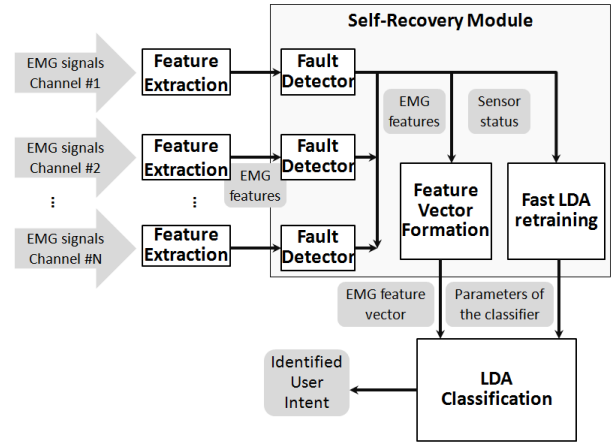 Self-Recovery Module
EMG signals
Channel #1
Feature
Extraction
Fault
Detector
EMG
features
Sensor
status
EMG signals
Channel #2
Feature
Extraction
EMG
features
Fault
Detector
...
...
Feature
Vector
Formation
Fast LDA
retraining
EMG signals
Channel #N
Feature
Extraction
Fault
Detector
EMG feature
vector
Parameters of
the classifier
Identified
User
Intent
LDA
Classification